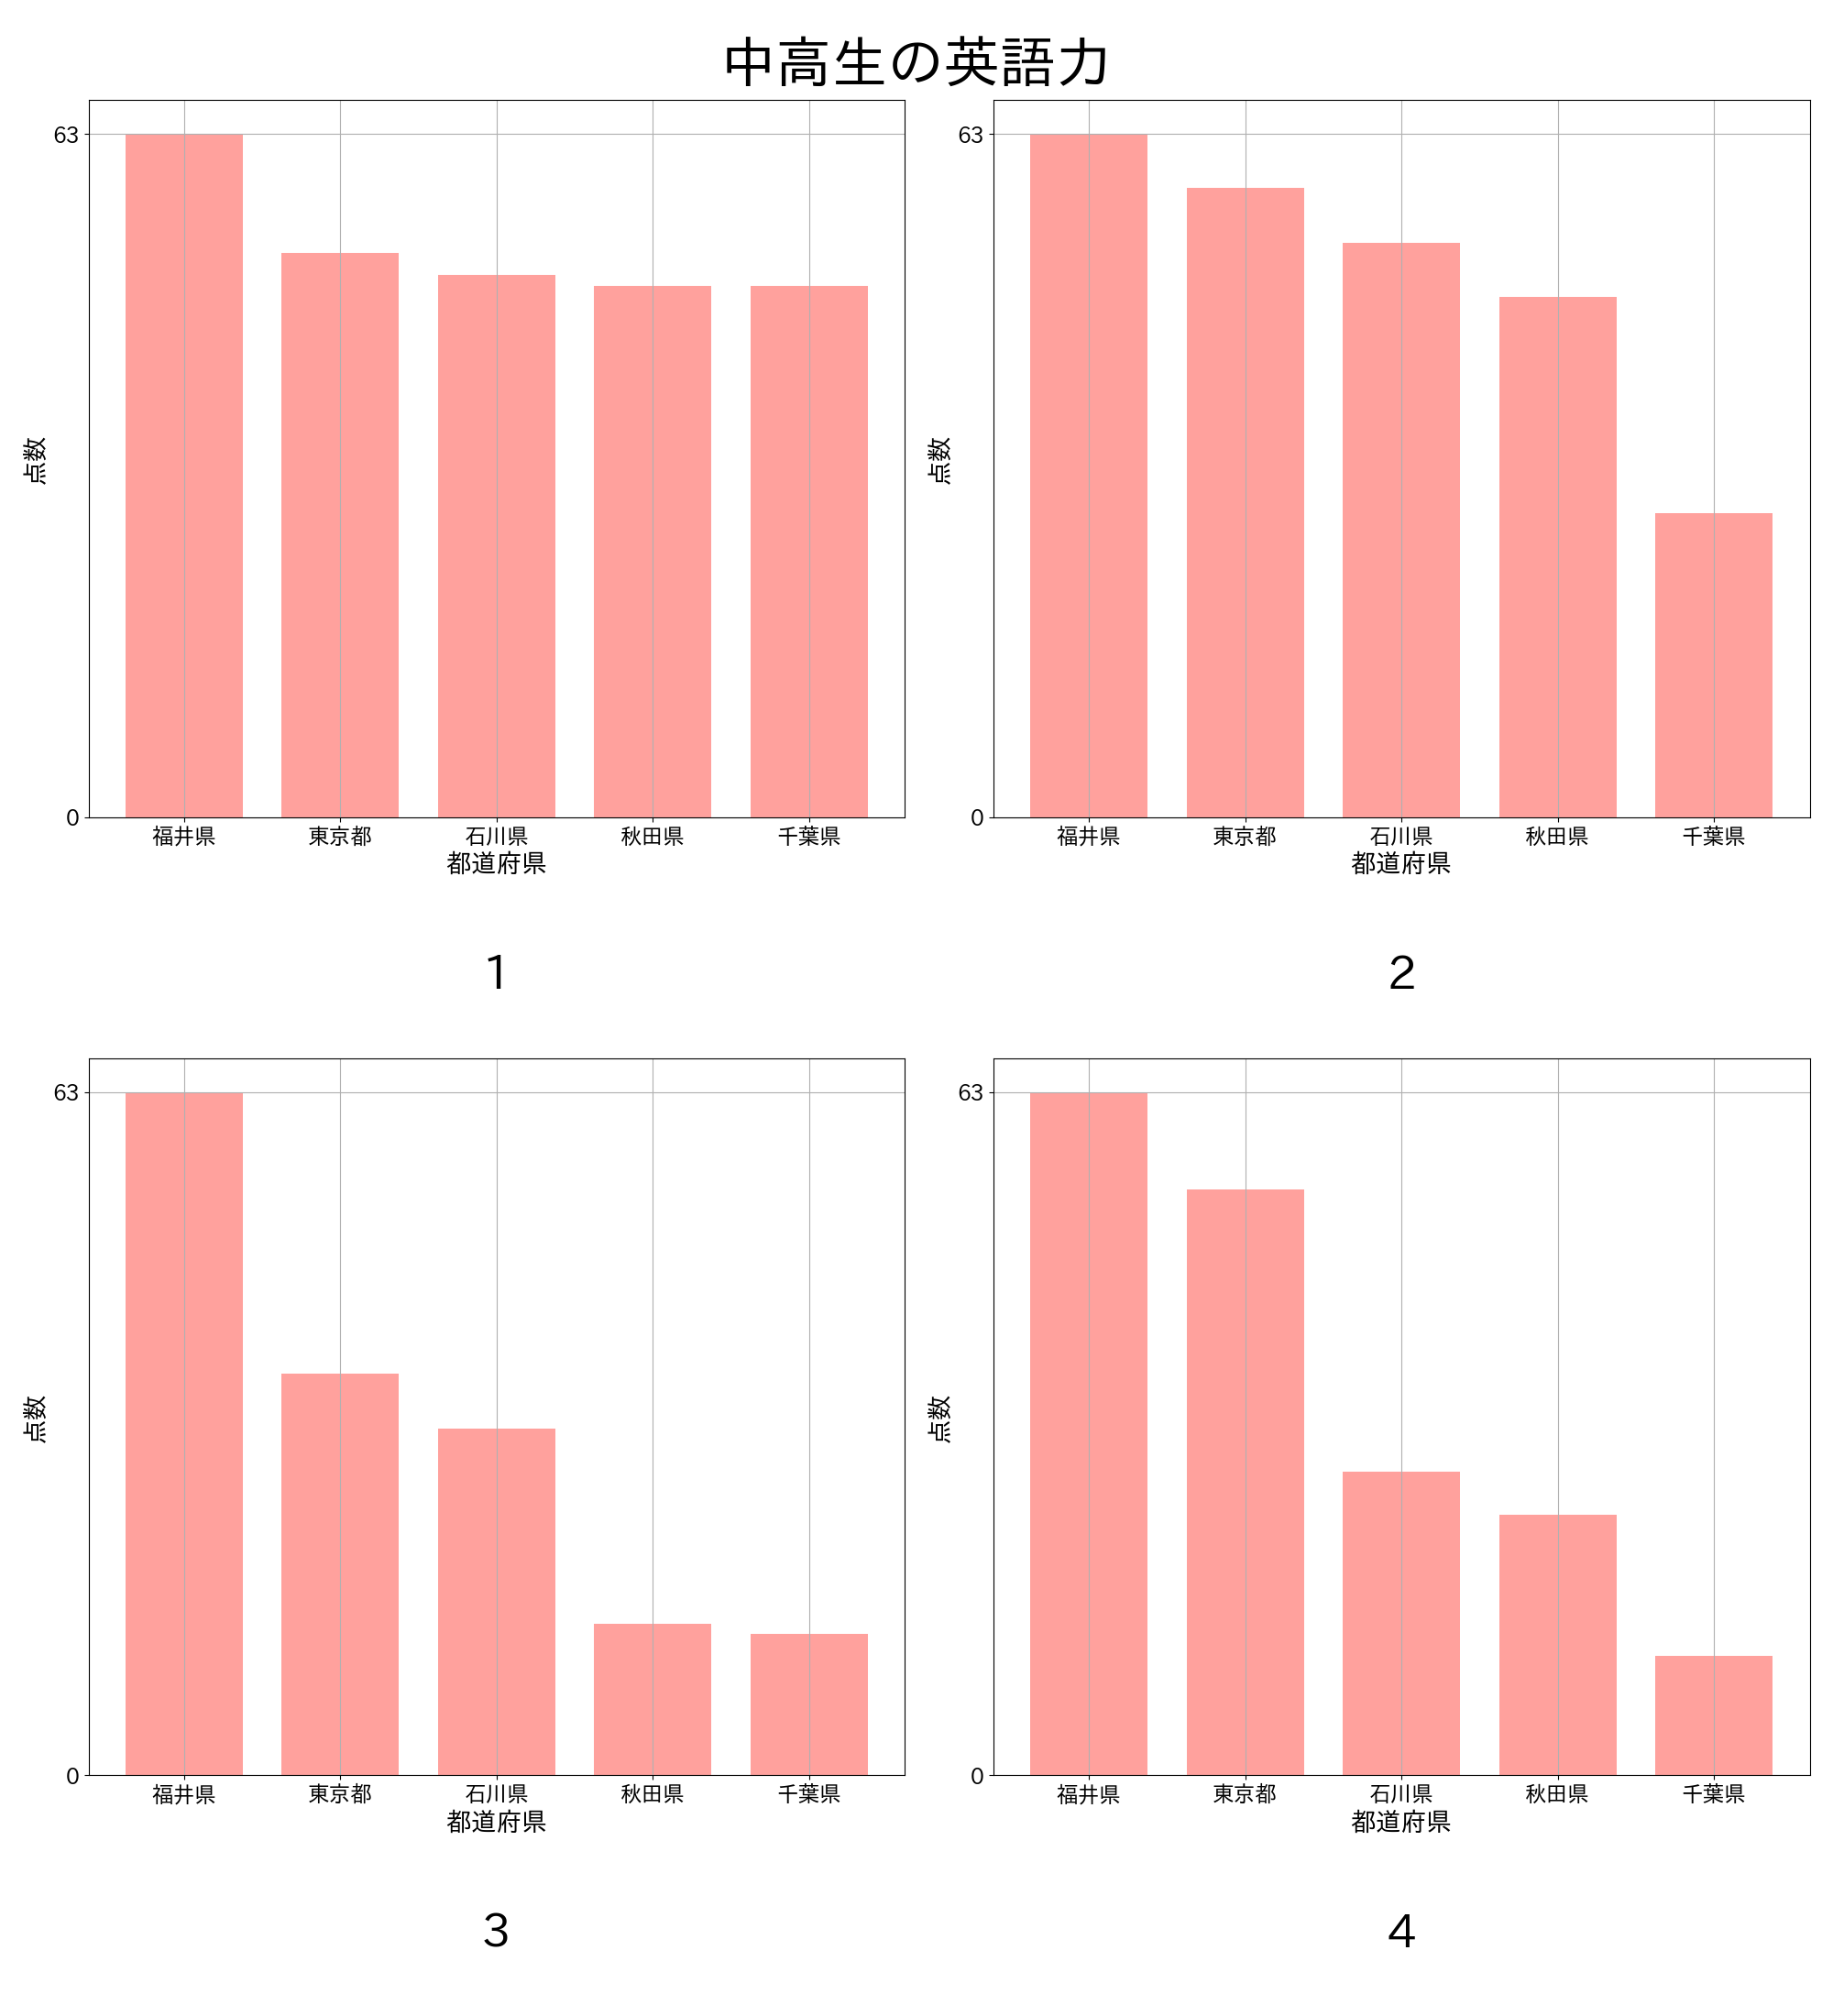 中高生の英語力
63
0
点数
福井県 東京都 石川県 秋田県 千葉県
都道府県
1
63
0
点数
福井県 東京都 石川県 秋田県 千葉県
都道府県
2
63
0
点数
福井県 東京都 石川県 秋田県 千葉県
都道府県
3
63
0
点数
福井県 東京都 石川県 秋田県 千葉県
都道府県
4